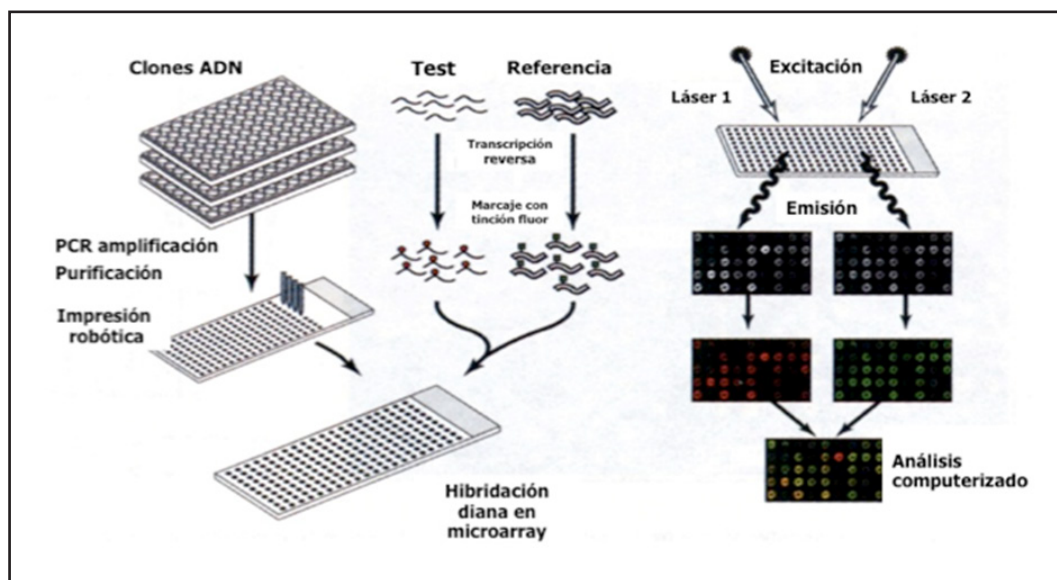 Clones ADN
PCR amplificación
Purificación
Impresión
robótica
Test
Referencia
Transcripción
reversa
Marcaje con
tinción fluor
Hibridación
diana en
microarray
Excitación
Láser 1
Láser 2
Emisión
Análisis
computerizado